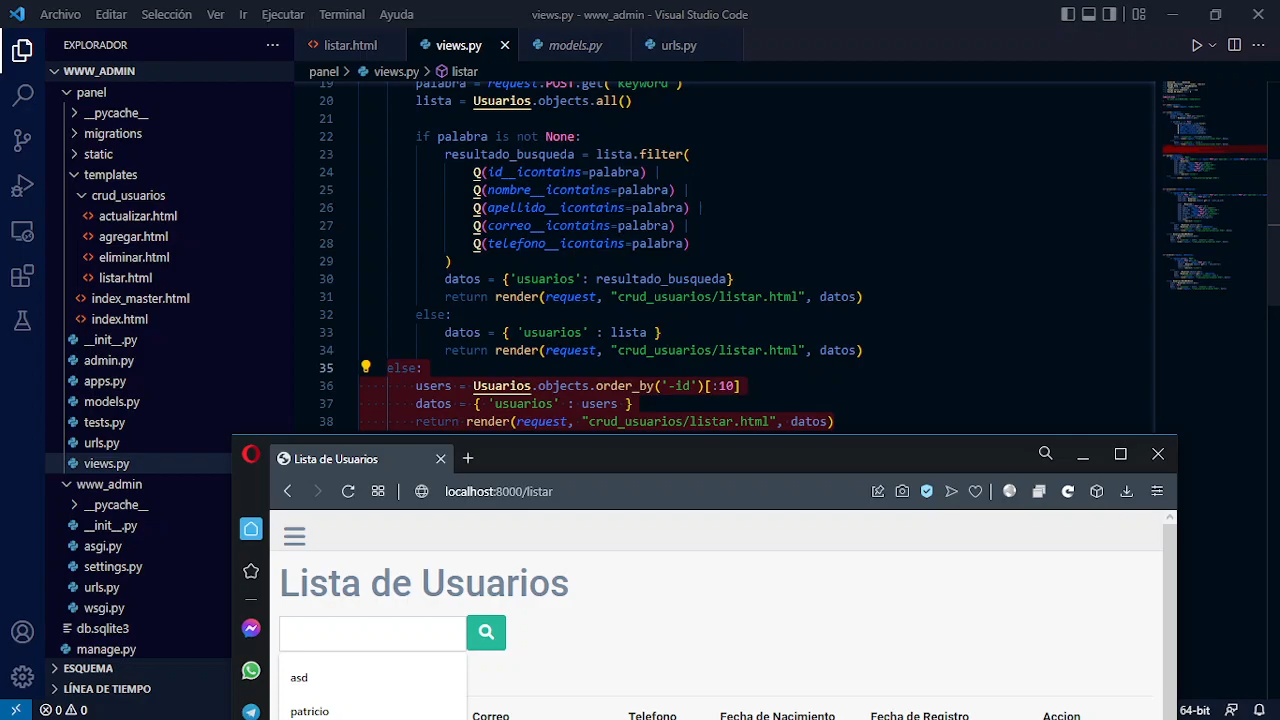 Archivo Editar Selección Ver Ir Ejecutar Terminal Ayuda views.py - www_admin - Visual Studio Code
EXPLORADOR
WWW_ADMIN
panel
__pycache__
migrations
static
templates
crud_usuarios
actualizar.html
agregar.html
eliminar.html
listar.html
index_master.html
index.html
__init__.py
admin.py
apps.py
models.py
tests.py
urls.py
views.py
www_admin
__pycache__
__init__.py
asgi.py
settings.py
urls.py
wsgi.py
db.sqlite3
manage.py
ESQUEMA
LÍNEA DE TIEMPO
0 0
listar.html views.py models.py urls.py
panel > views.py > listar
19 palabra = request.POST.get('keyword')
20 lista = Usuarios.objects.all()
21
22 if palabra is not None:
23 resultado_busqueda = lista.filter(
24 Q(id__icontains=palabra) |
25 Q(nombre__icontains=palabra) |
26 Q(apellido__icontains=palabra) |
27 Q(correo__icontains=palabra) |
28 Q(telefono__icontains=palabra)
29 )
30 datos = {'usuarios': resultado_busqueda}
31 return render(request, "crud_usuarios/listar.html", datos)
32 else:
33 datos = { 'usuarios' : lista }
34 return render(request, "crud_usuarios/listar.html", datos)
35 else:
36 users = Usuarios.objects.order_by('-id')[:10]
37 datos = { 'usuarios' : users }
38 return render(request, "crud_usuarios/listar.html", datos)
Lista de Usuarios
localhost:8000/listar
Lista de Usuarios
asd
patricio
Correo Telefono Fecha de Nacimiento Fecha de Registro Accion
64-bit